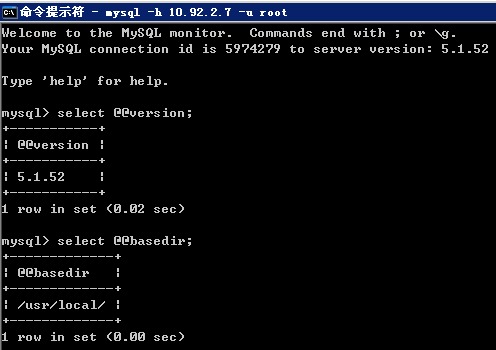 命令提示符 - mysql -h 10.92.2.7 -u root
Welcome to the MySQL monitor.  Commands end with ; or \g.
Your MySQL connection id is 5974279 to server version: 5.1.52
Type 'help' for help.
mysql> select @@version;
+-----------+
| @@version |
+-----------+
| 5.1.52    |
+-----------+
1 row in set (0.02 sec)
mysql> select @@basedir;
+-------------+
| @@basedir   |
+-------------+
| /usr/local/ |
+-------------+
1 row in set (0.00 sec)